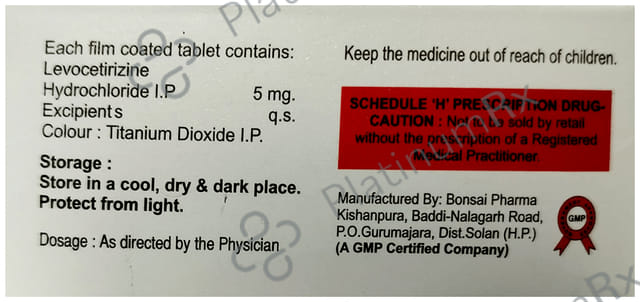 Each film coated tablet contains:
Levocetirizine
Hydrochloride I.P 5 mg.
Excipients q.s.
Colour : Titanium Dioxide I.P.
Storage :
Store in a cool, dry & dark place.
Protect from light.
Dosage : As directed by the Physician
Keep the medicine out of reach of children.
SCHEDULE 'H' PRESCRIPTION DRUG-
CAUTION : Not to be sold by retail
without the prescription of a Registered
Medical Practitioner.
Manufactured By: Bonsai Pharma
Kishanpura, Baddi-Nalagarh Road,
P.O.Gurumajara, Dist.Solan (H.P.)
(A GMP Certified Company)
GMP
PlatinumRx
PlatinumRx